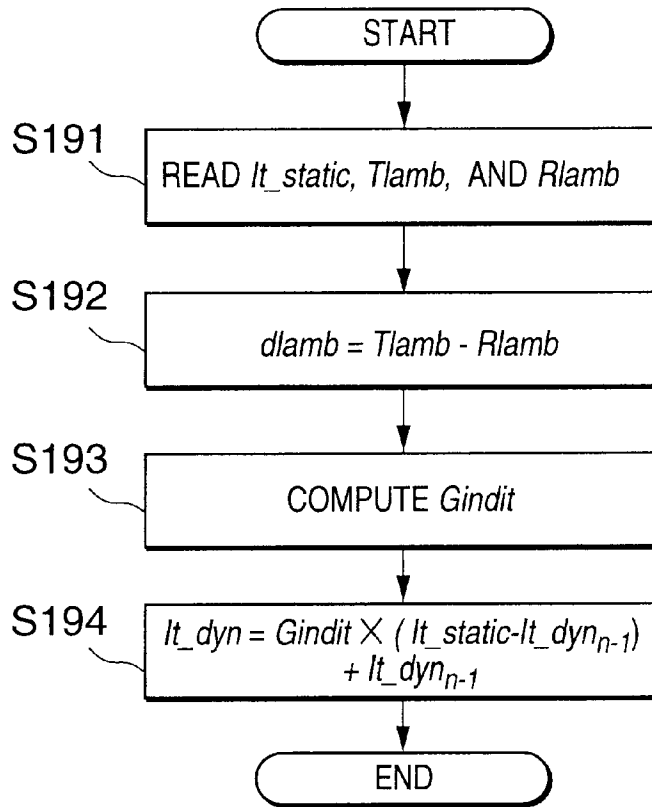 START
S191
READ It_static, Tlamb, AND Rlamb
S192
dlamb = Tlamb - Rlamb
S193
COMPUTE Gindit
S194
It_dyn = Gindit X ( It_static-It_dynn-1)
+ It_dynn-1
END